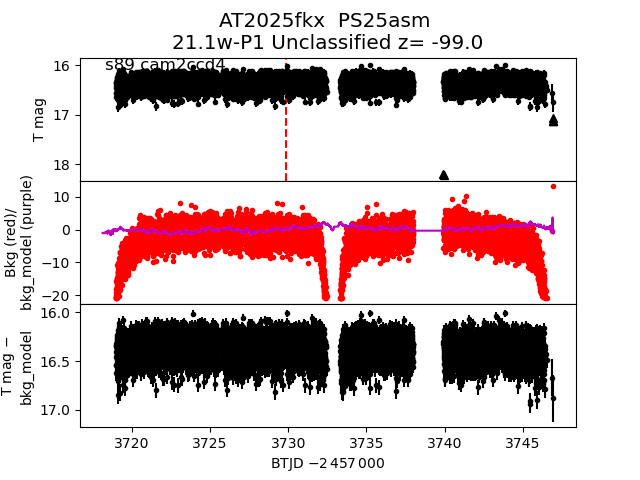 AT2025fkx  PS25asm
21.1w-P1 Unclassified z= -99.0
s89 cam2ccd4
16
17
18
T mag
10
0
−10
−20
Bkg (red)/
bkg_model (purple)
16.0
16.5
17.0
T mag −
bkg_model
3720
3725
3730
3735
3740
3745
BTJD −2 457 000